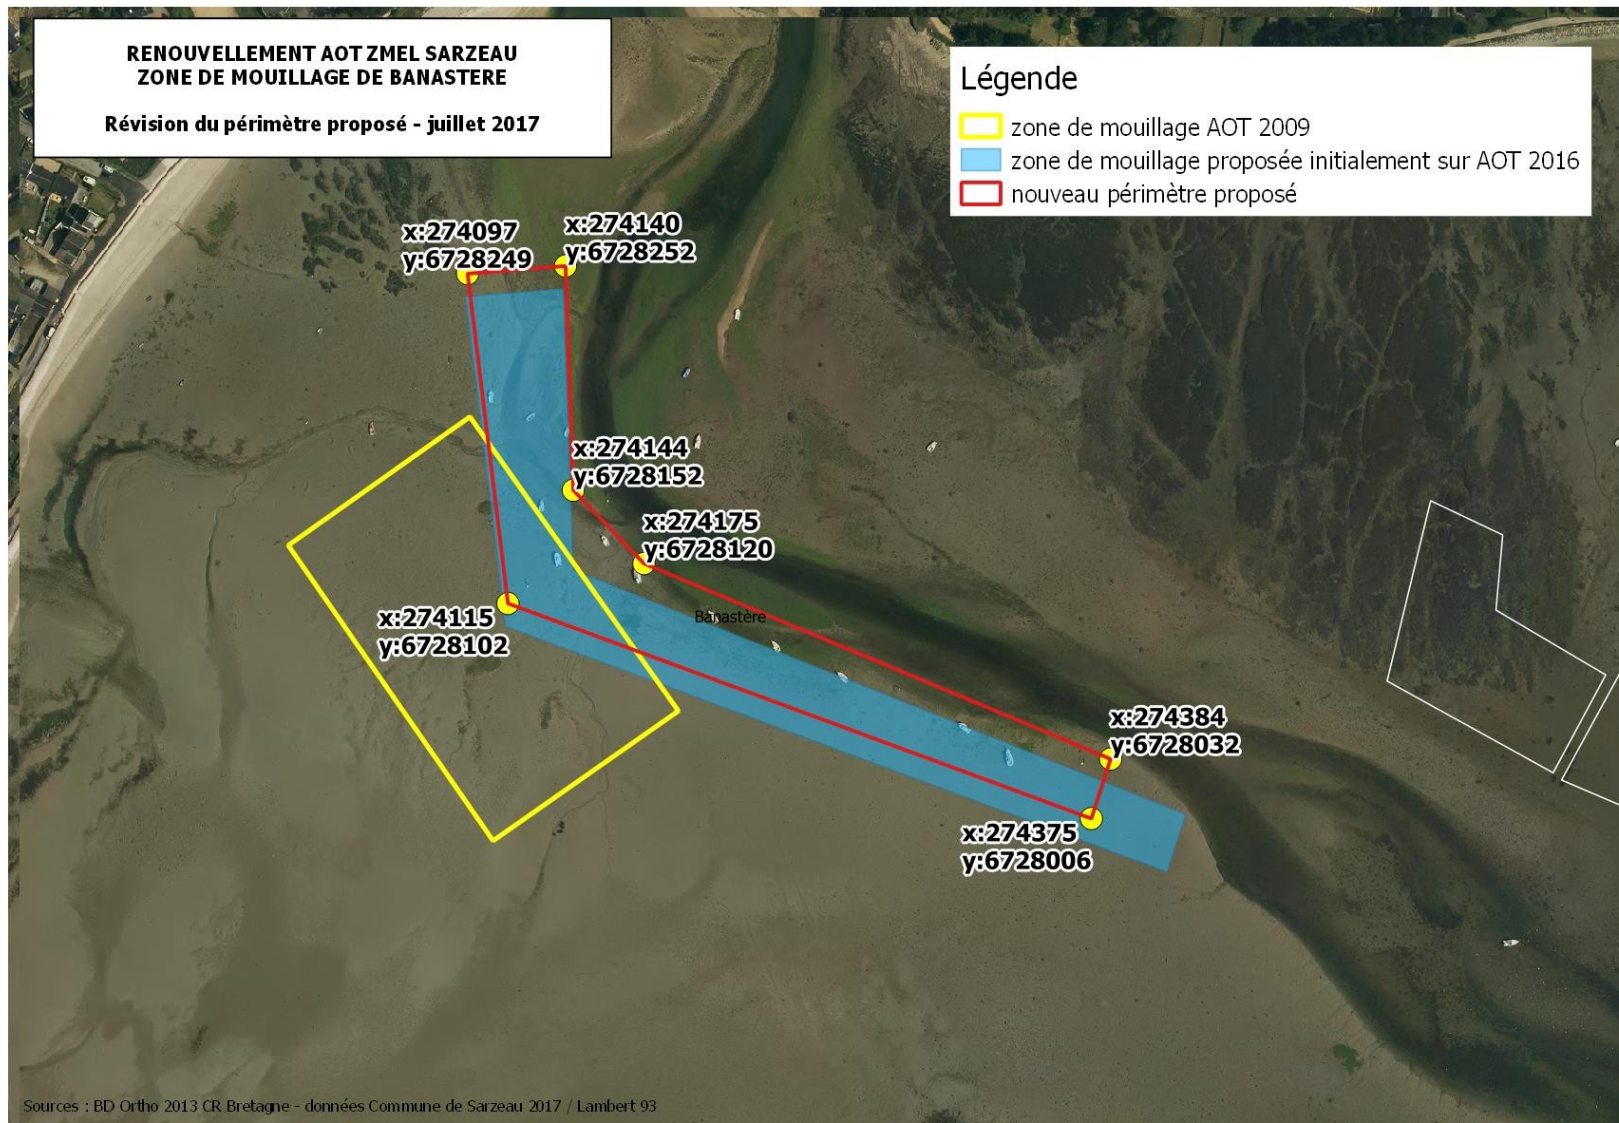 RENOUVELLEMENT AOT ZMEL SARZEAU
ZONE DE MOUILLAGE DE BANASTERE
Révision du périmètre proposé - juillet 2017
Légende
zone de mouillage AOT 2009
zone de mouillage proposée initialement sur AOT 2016
nouveau périmètre proposé
x:274097
y:6728249
x:274140
y:6728252
x:274144
y:6728152
x:274175
y:6728120
x:274115
y:6728102
Banastère
x:274384
y:6728032
x:274375
y:6728006
Sources : BD Ortho 2013 CR Bretagne - données Commune de Sarzeau 2017 / Lambert 93